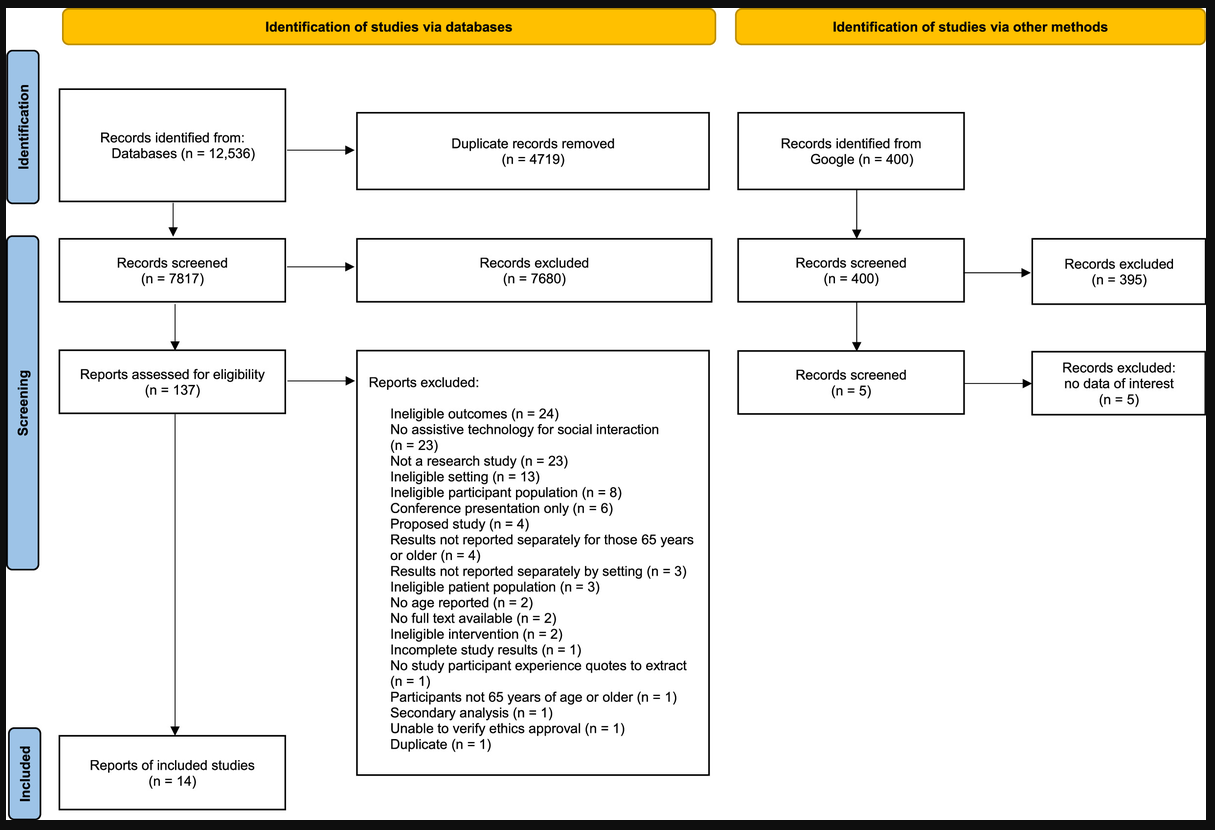 Identification of studies via databases
Identification of studies via other methods
Identification
Records identified from:
Databases (n = 12,536)
Duplicate records removed
(n = 4719)
Records identified from
Google (n = 400)
Screening
Records screened
(n = 7817)
Records excluded
(n = 7680)
Records screened
(n = 400)
Records excluded
(n = 395)
Reports assessed for eligibility
(n = 137)
Reports excluded:
Ineligible outcomes (n = 24)
No assistive technology for social interaction
(n = 23)
Not a research study (n = 23)
Ineligible setting (n = 13)
Ineligible participant population (n = 8)
Conference presentation only (n = 6)
Proposed study (n = 4)
Results not reported separately for those 65 years
or older (n = 4)
Results not reported separately by setting (n = 3)
Ineligible patient population (n = 3)
No age reported (n = 2)
No full text available (n = 2)
Ineligible intervention (n = 2)
Incomplete study results (n = 1)
No study participant experience quotes to extract
(n = 1)
Participants not 65 years of age or older (n = 1)
Secondary analysis (n = 1)
Unable to verify ethics approval (n = 1)
Duplicate (n = 1)
Records screened
(n = 5)
Records excluded:
no data of interest
(n = 5)
Included
Reports of included studies
(n = 14)